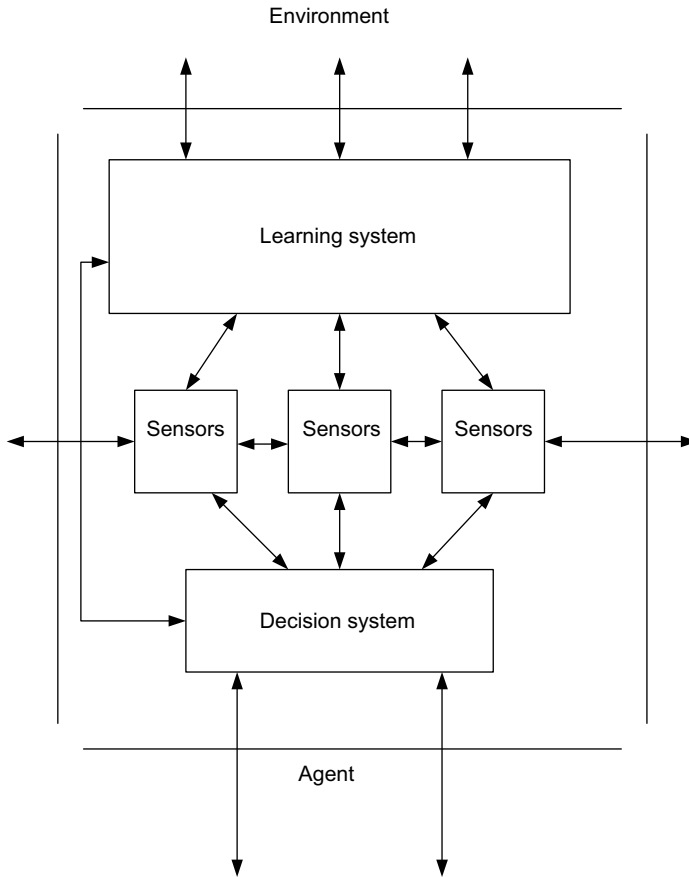 Environment
Learning system
Sensors
Sensors
Sensors
Decision system
Agent